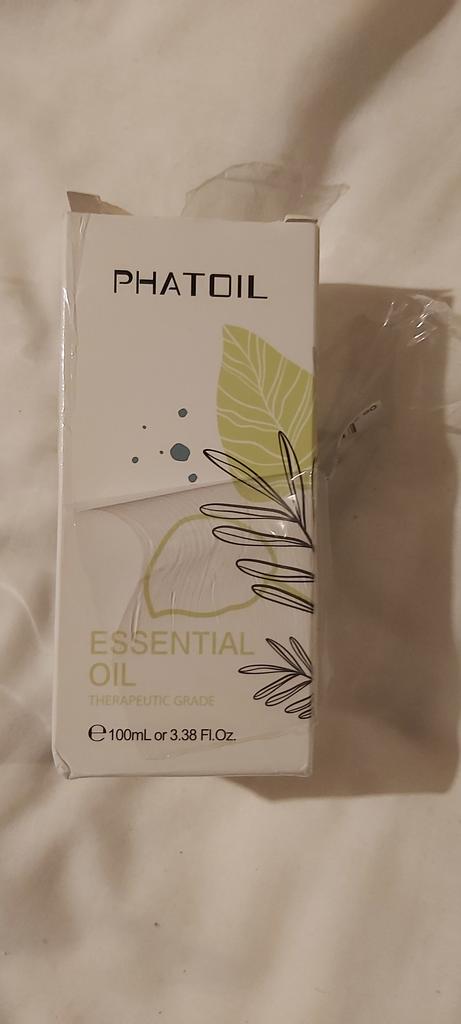 PHATOIL
ESSENTIAL
OIL
THERAPEUTIC GRADE
℮100mL or 3.38 Fl.Oz.